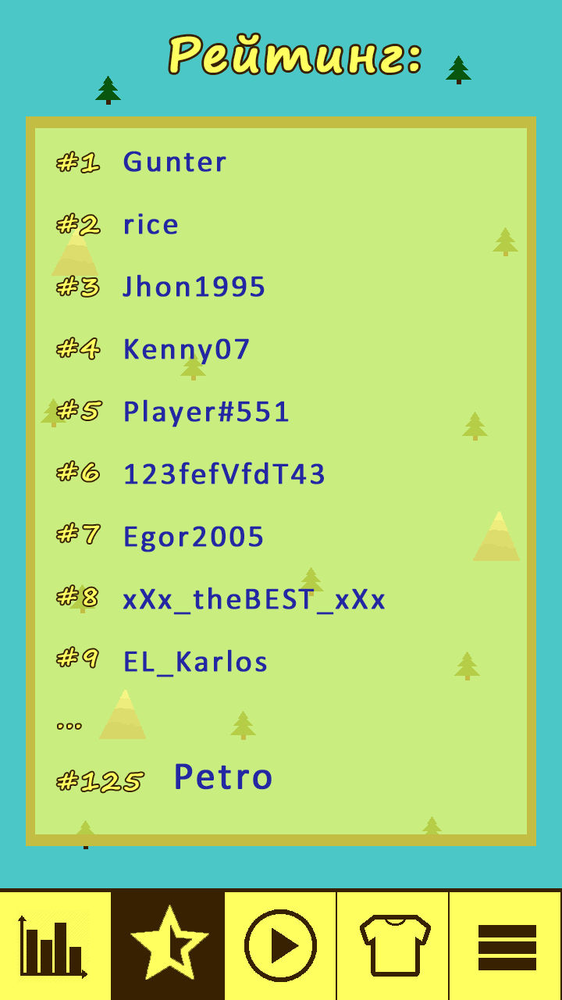 Рейтинг:
#1 Gunter
#2 rice
#3 Jhon1995
#4 Kenny07
#5 Player#551
#6 123fefVfdT43
#7 Egor2005
#8 xXx_theBEST_xXx
#9 EL_Karlos
...
#125 Petro